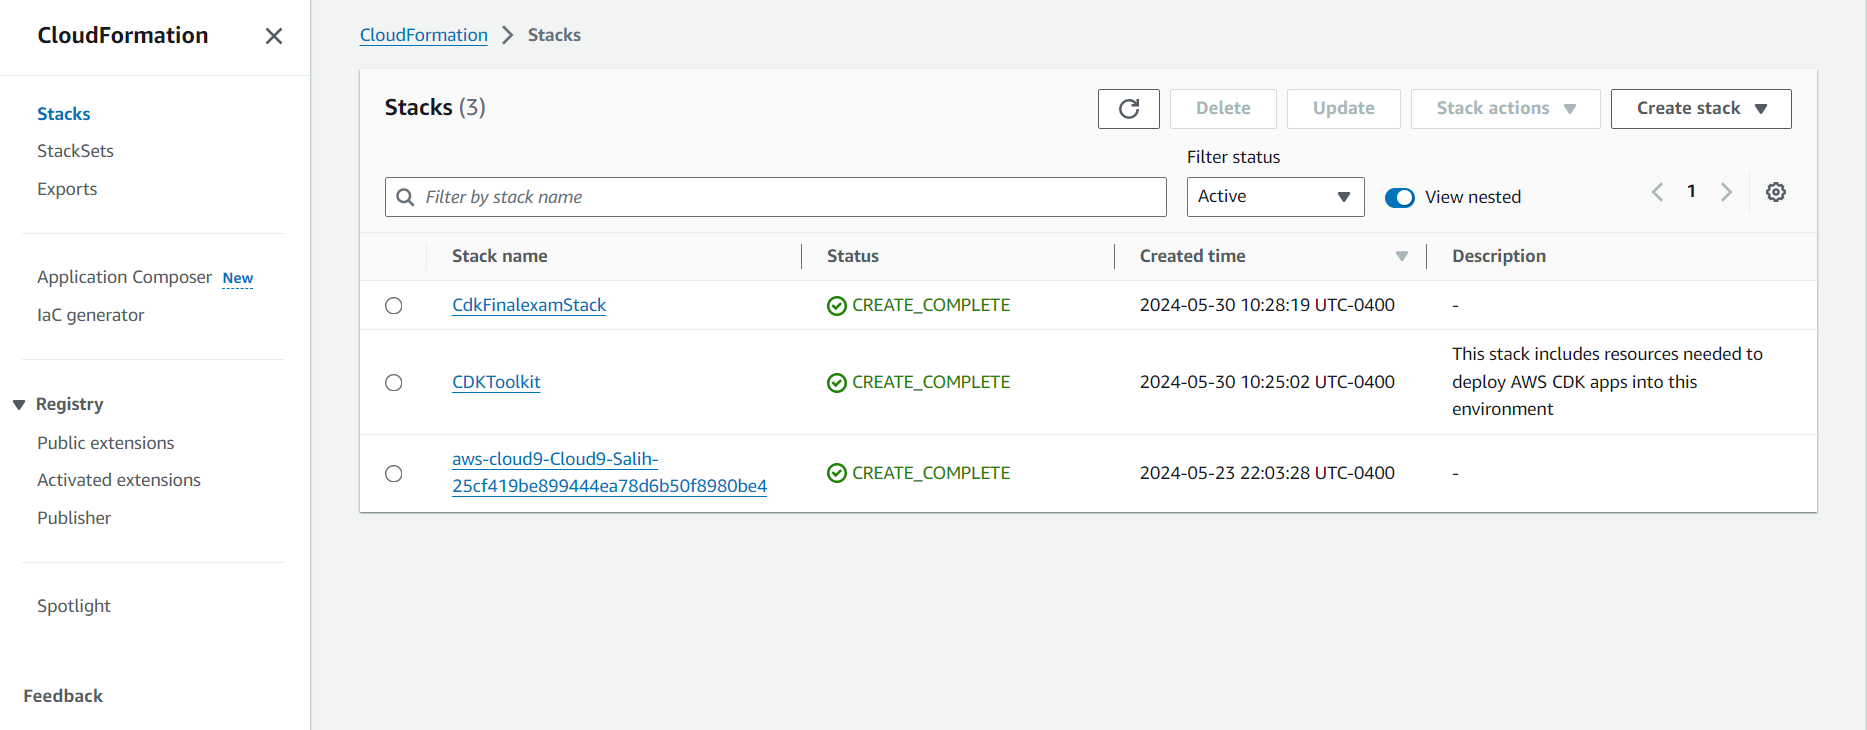 CloudFormation
Stacks
StackSets
Exports
Application Composer New
IaC generator
Registry
Public extensions
Activated extensions
Publisher
Spotlight
Feedback
CloudFormation > Stacks
Stacks (3)
Delete
Update
Stack actions
Create stack
Filter status
Filter by stack name
Active
View nested
1
Stack name Status Created time Description
CdkFinalexamStack CREATE_COMPLETE 2024-05-30 10:28:19 UTC-0400 -
This stack includes resources needed to
CDKToolkit CREATE_COMPLETE 2024-05-30 10:25:02 UTC-0400 deploy AWS CDK apps into this
environment
aws-cloud9-Cloud9-Salih-
CREATE_COMPLETE 2024-05-23 22:03:28 UTC-0400 -
25cf419be899444ea78d6b50f8980be4